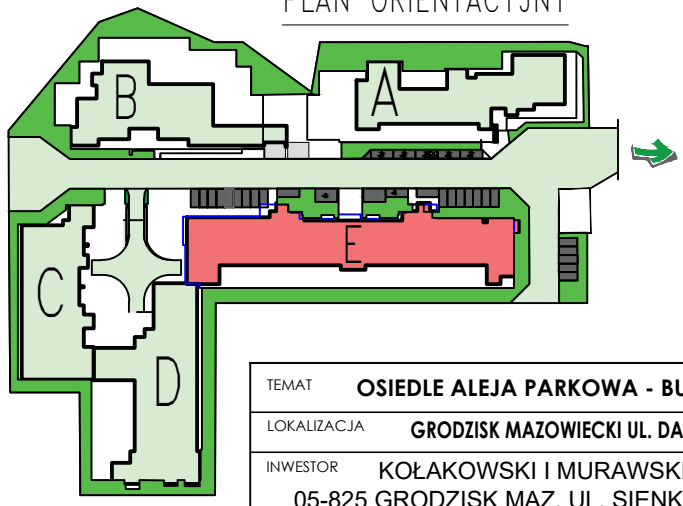 PLAN ORIENTACYJNY
B
A
E
C
D
TEMAT OSIEDLE ALEJA PARKOWA - BU
LOKALIZACJA GRODZISK MAZOWIECKI UL. DA
INWESTOR KOŁAKOWSKI I MURAWSKI
05-825 GRODZISK MAZ. UL. SIENK